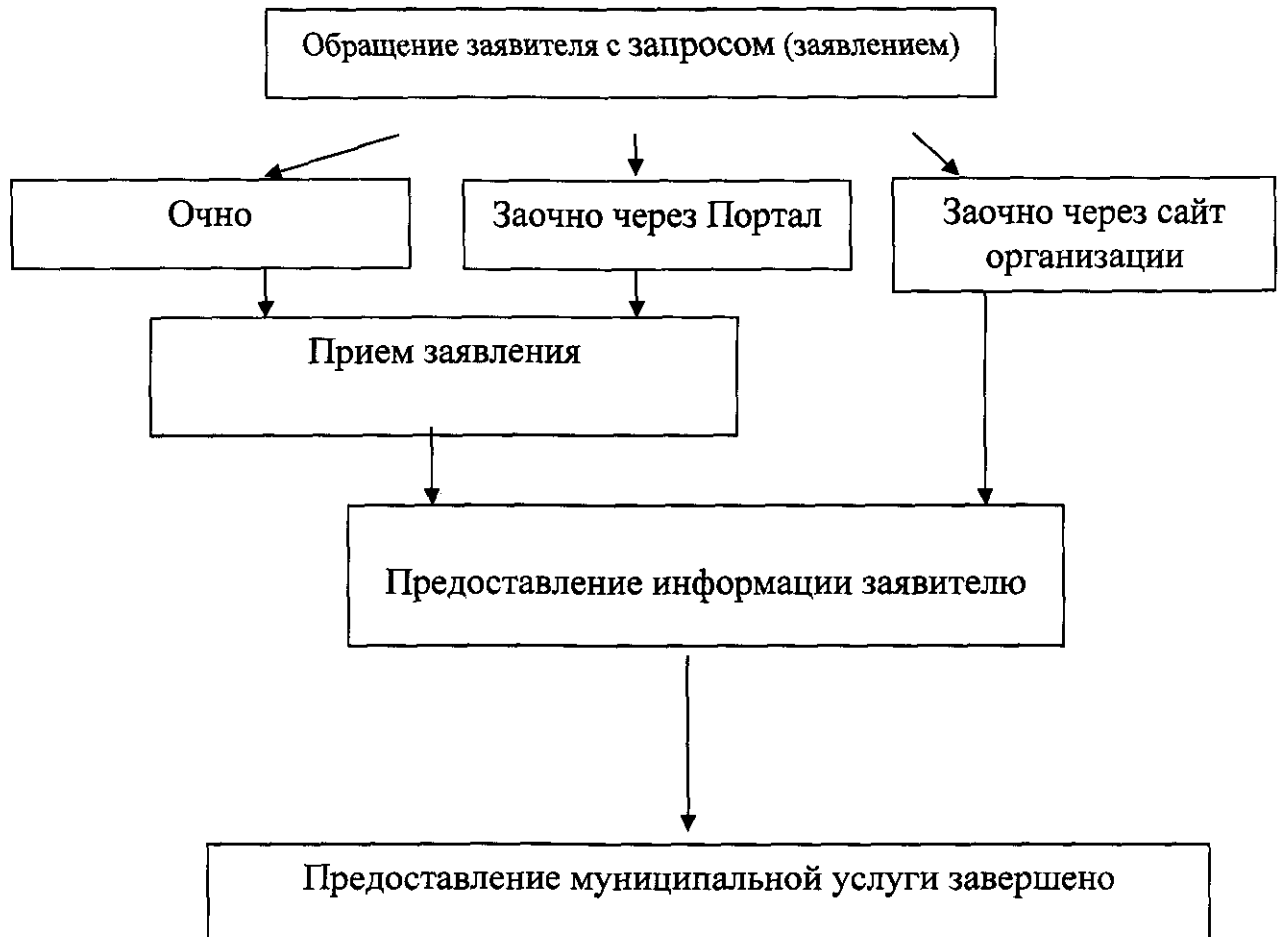 Обращение заявителя с запросом (заявлением)
Очно
Заочно через Портал
Заочно через сайт
организации
Прием заявления
Предоставление информации заявителю
Предоставление муниципальной услуги завершено